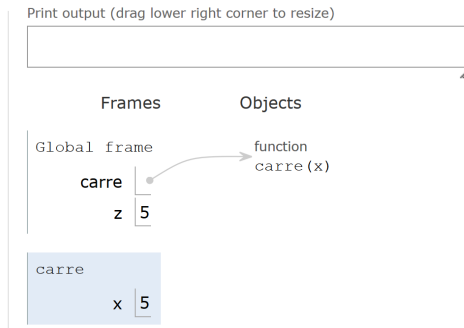 Print output (drag lower right corner to resize)
Frames Objects
Global frame
function
carre(x)
carre
z 5
carre
x 5